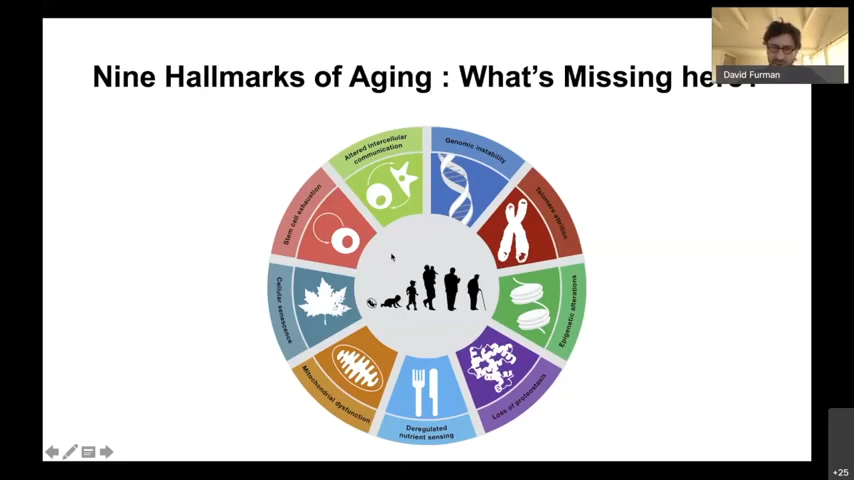 Nine Hallmarks of Aging : What's Missing here?
David Furman
Altered intercellular
communication
Genomic instability
Telomere attrition
Epigenetic alterations
Loss of proteostasis
Deregulated
nutrient sensing
Mitochondrial dysfunction
Cellular senescence
Stem cell exhaustion
+25